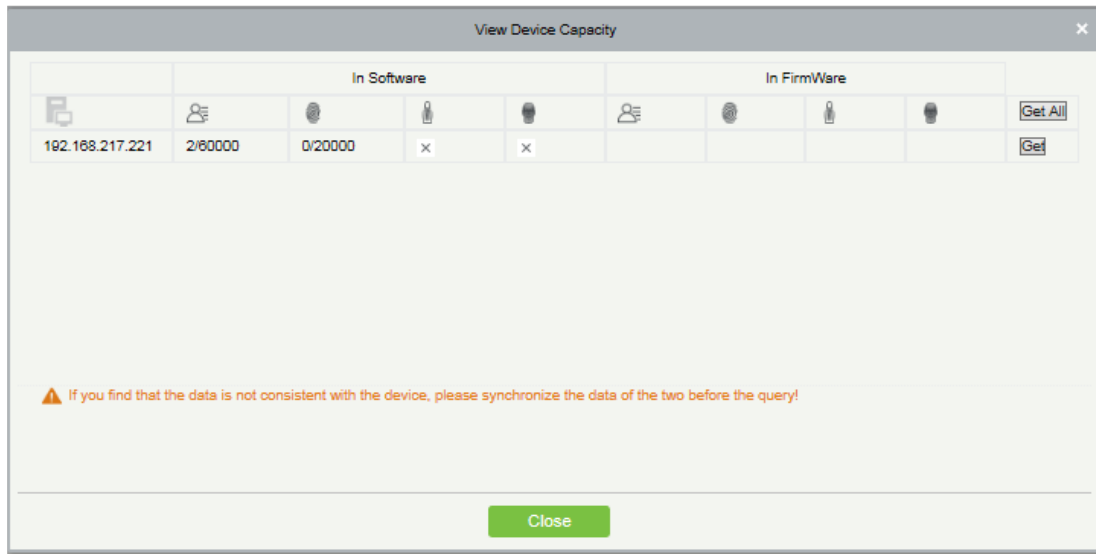 View Device Capacity
In Software In FirmWare
Get All
192.168.217.221 2/60000 0/20000 Get
If you find that the data is not consistent with the device, please synchronize the data of the two before the query!
Close